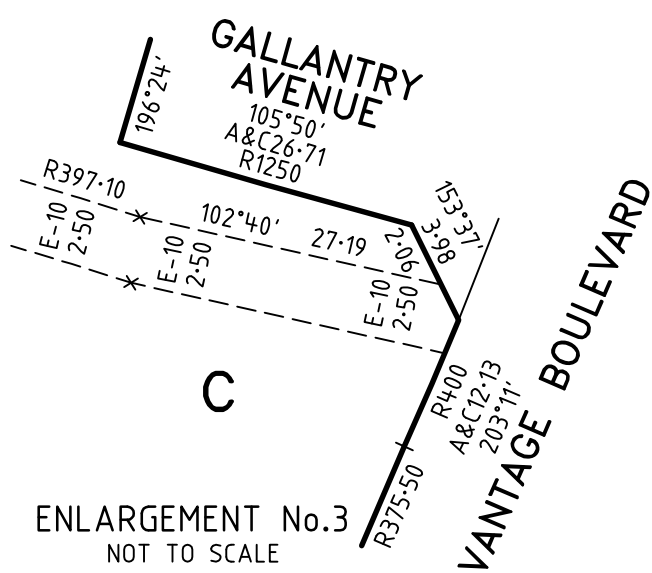 GALLANTRY
AVENUE
196°24'
105°50'
A&C26·71
R1250
R397·10
102°40'
27·19
2·06
3·98
153°37'
E-10
2·50
E-10
2·50
E-10
2·50
C
R400
A&C12·13
203°11'
R375·50
VANTAGE BOULEVARD
ENLARGEMENT No.3
NOT TO SCALE